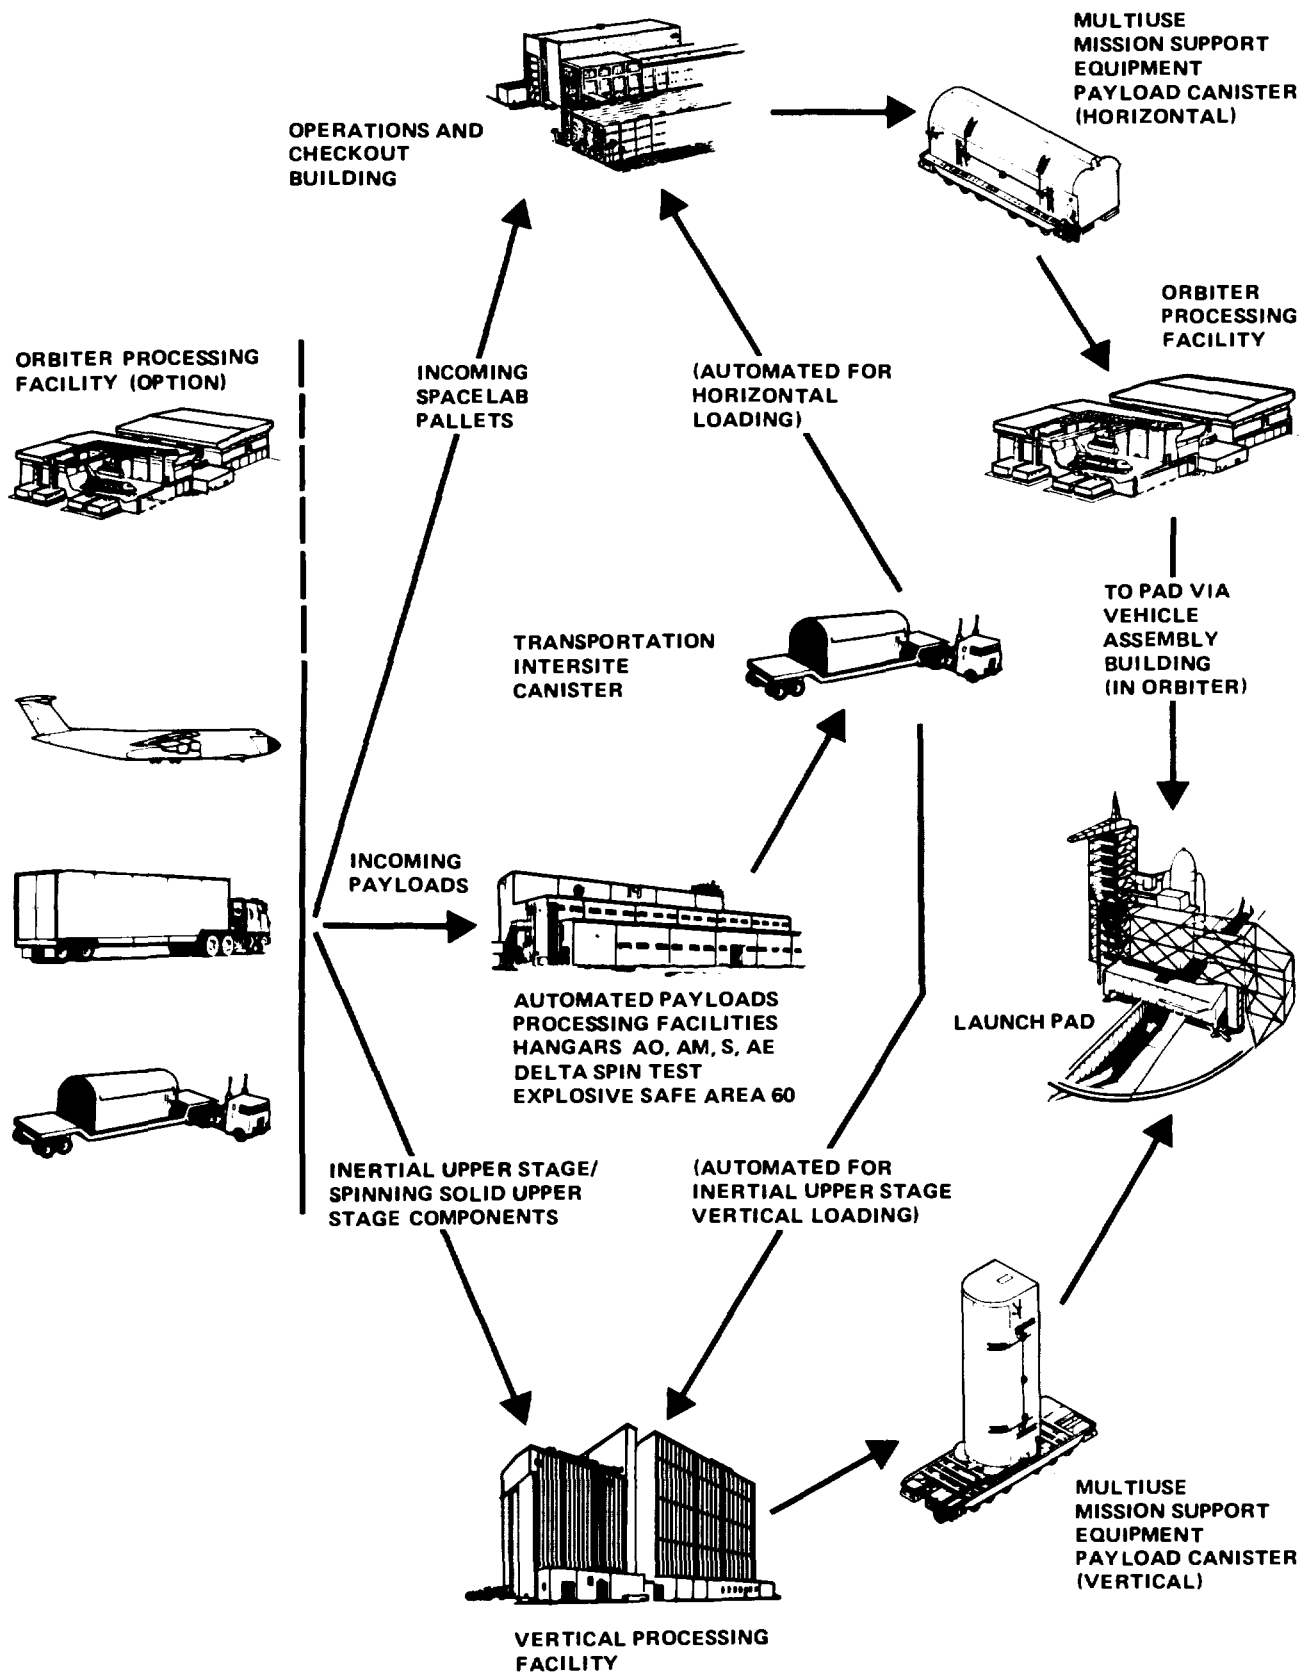 MULTIUSE
MISSION SUPPORT
EQUIPMENT
PAYLOAD CANISTER
(HORIZONTAL)
OPERATIONS AND
CHECKOUT
BUILDING
ORBITER
PROCESSING
FACILITY
ORBITER PROCESSING
FACILITY (OPTION)
INCOMING
SPACELAB
PALLETS
(AUTOMATED FOR
HORIZONTAL
LOADING)
TO PAD VIA
VEHICLE
ASSEMBLY
BUILDING
(IN ORBITER)
TRANSPORTATION
INTERSITE
CANISTER
INCOMING
PAYLOADS
AUTOMATED PAYLOADS
PROCESSING FACILITIES
HANGARS AO, AM, S, AE
DELTA SPIN TEST
EXPLOSIVE SAFE AREA 60
LAUNCH PAD
INERTIAL UPPER STAGE/
SPINNING SOLID UPPER
STAGE COMPONENTS
(AUTOMATED FOR
INERTIAL UPPER STAGE
VERTICAL LOADING)
MULTIUSE
MISSION SUPPORT
EQUIPMENT
PAYLOAD CANISTER
(VERTICAL)
VERTICAL PROCESSING
FACILITY